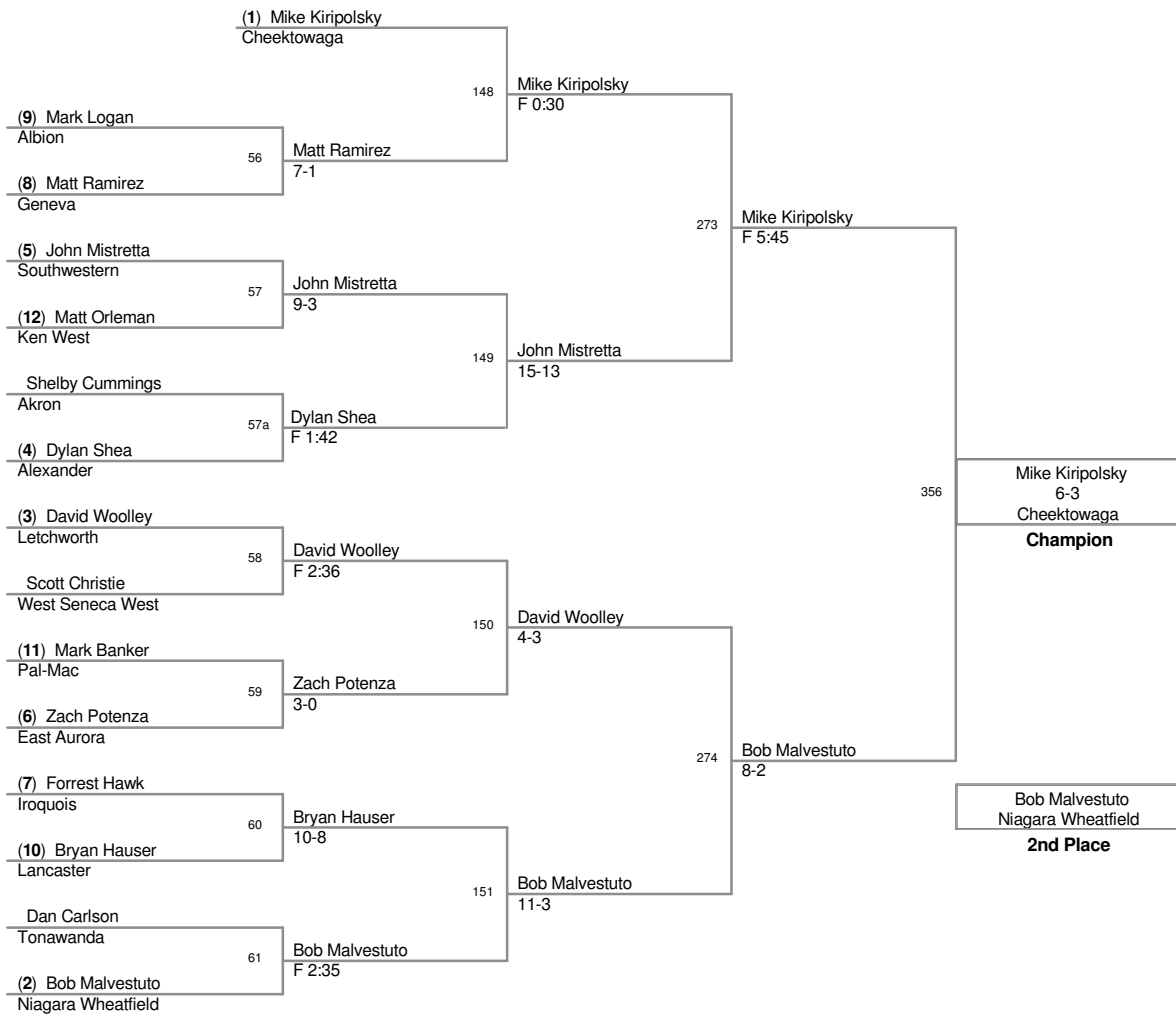 (1) Mike Kiripolsky
Cheektowaga
148
Mike Kiripolsky
F 0:30
(9) Mark Logan
Albion
56
Matt Ramirez
7-1
(8) Matt Ramirez
Geneva
273
Mike Kiripolsky
F 5:45
(5) John Mistretta
Southwestern
57
John Mistretta
9-3
(12) Matt Orleman
Ken West
149
John Mistretta
15-13
Shelby Cummings
Akron
57a
Dylan Shea
F 1:42
(4) Dylan Shea
Alexander
356
Mike Kiripolsky
6-3
Cheektowaga
Champion
(3) David Woolley
Letchworth
58
David Woolley
F 2:36
Scott Christie
West Seneca West
150
David Woolley
4-3
(11) Mark Banker
Pal-Mac
59
Zach Potenza
3-0
(6) Zach Potenza
East Aurora
274
Bob Malvestuto
8-2
(7) Forrest Hawk
Iroquois
60
Bryan Hauser
10-8
(10) Bryan Hauser
Lancaster
Bob Malvestuto
Niagara Wheatfield
2nd Place
151
Bob Malvestuto
11-3
Dan Carlson
Tonawanda
61
Bob Malvestuto
F 2:35
(2) Bob Malvestuto
Niagara Wheatfield